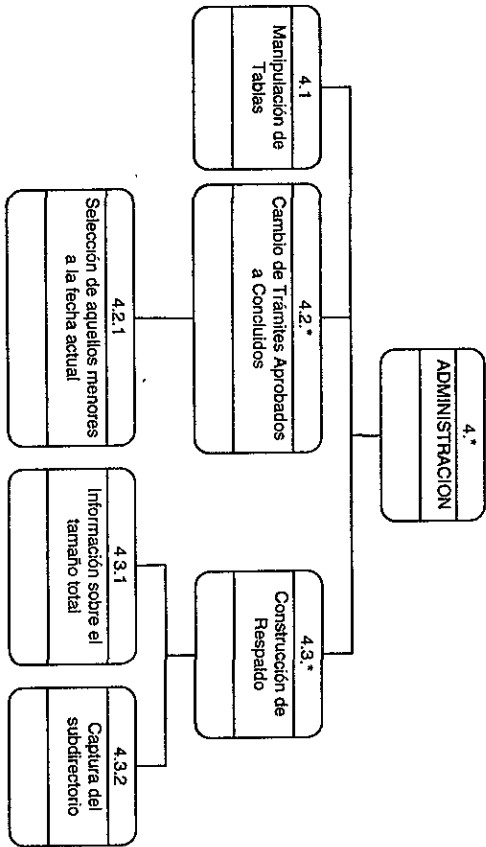 4.*
ADMINISTRACION
4.1
Manipulación de
Tablas
4.2.*
Cambio de Trámites Aprobados
a Concluidos
4.3.*
Construcción de
Respaldo
4.2.1
Selección de aquellos menores
a la fecha actual
4.3.1
Información sobre el
tamaño total
4.3.2
Captura del
subdirectorio